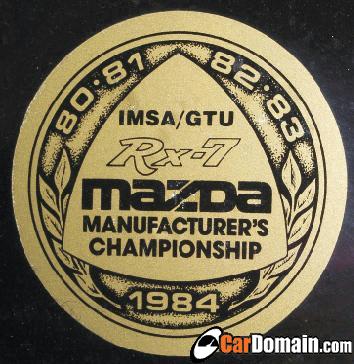 80·81 82·83
IMSA/GTU
Rx-7
mazda
MANUFACTURER'S
CHAMPIONSHIP
1984
CarDomain.com